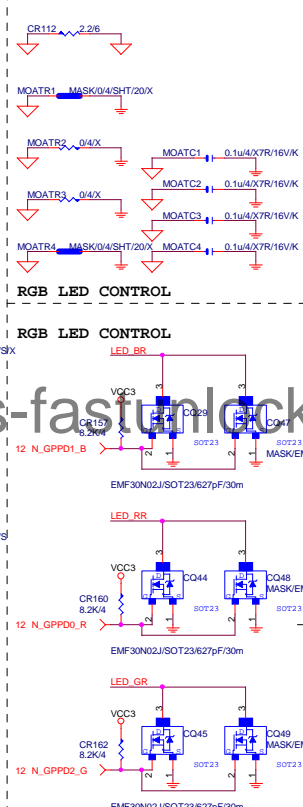 CR112 2.2/6
MOATR1 MASK/0/4/SHT/20/X
MOATR2 0/4/X
MOATC1 0.1u/4/X7R/16V/K
MOATC2 0.1u/4/X7R/16V/K
MOATR3 0/4/X
MOATC3 0.1u/4/X7R/16V/K
MOATR4 MASK/0/4/SHT/20/X
MOATC4 0.1u/4/X7R/16V/K
RGB LED CONTROL
RGB LED CONTROL
LED_BR
VCC3
3 3
s-fastunlock
CR157 CQ29 CQ47
8.2K/4 D G S D G S
SOT23 SOT23
12 N_GPPD1_B 2 1 2 1
MASK/EM
EMF30N02J/SOT23/627pF/30m
LED_RR
VCC3
3 3
CQ44 CQ48
MASK/EM
CR160
8.2K/4 D G S D G S
SOT23 SOT23
12 N_GPPD0_R 2 1 2 1
EMF30N02J/SOT23/627pF/30m
LED_GR
VCC3
3 3
CQ45 CQ49
MASK/EM
CR162
8.2K/4 D G S D G S
SOT23 SOT23
12 N_GPPD2_G 2 1 2 1
EMF30N02J/SOT23/627pF/30m